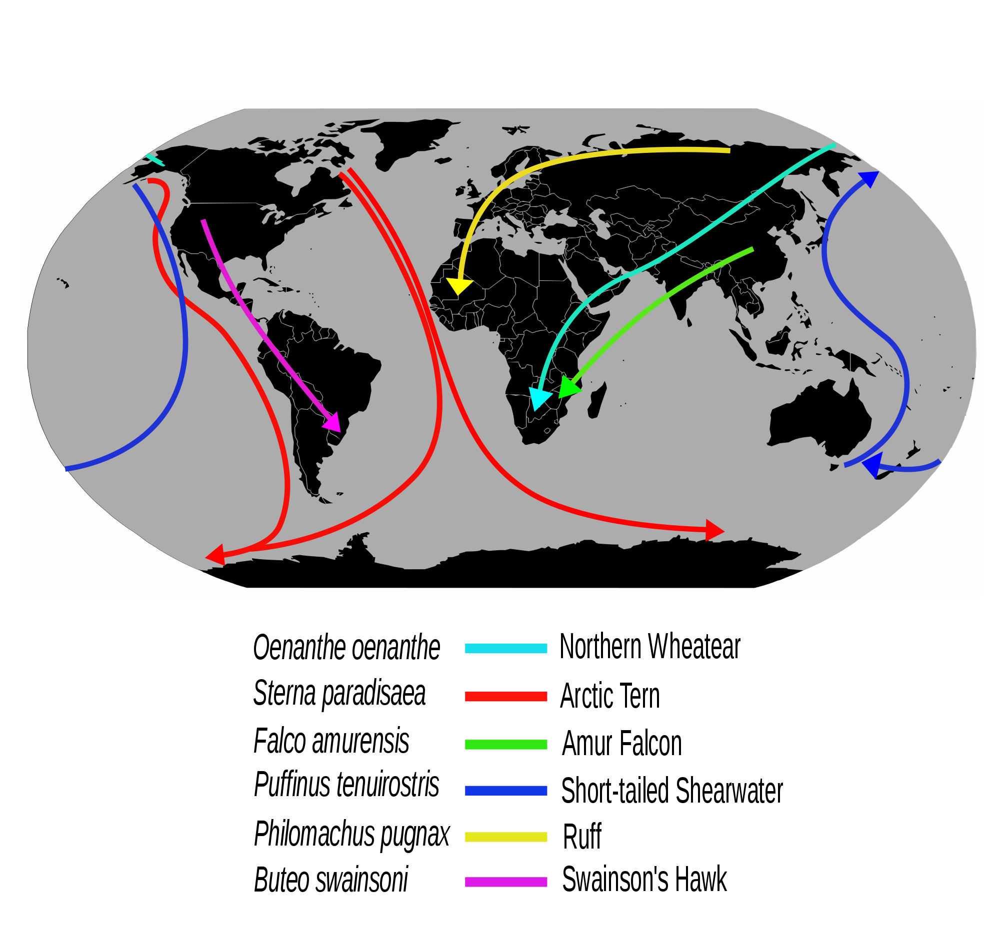 Oenanthe oenanthe Northern Wheatear
Sterna paradisaea Arctic Tern
Falco amurensis Amur Falcon
Puffinus tenuirostris Short-tailed Shearwater
Philomachus pugnax Ruff
Buteo swainsoni Swainson's Hawk